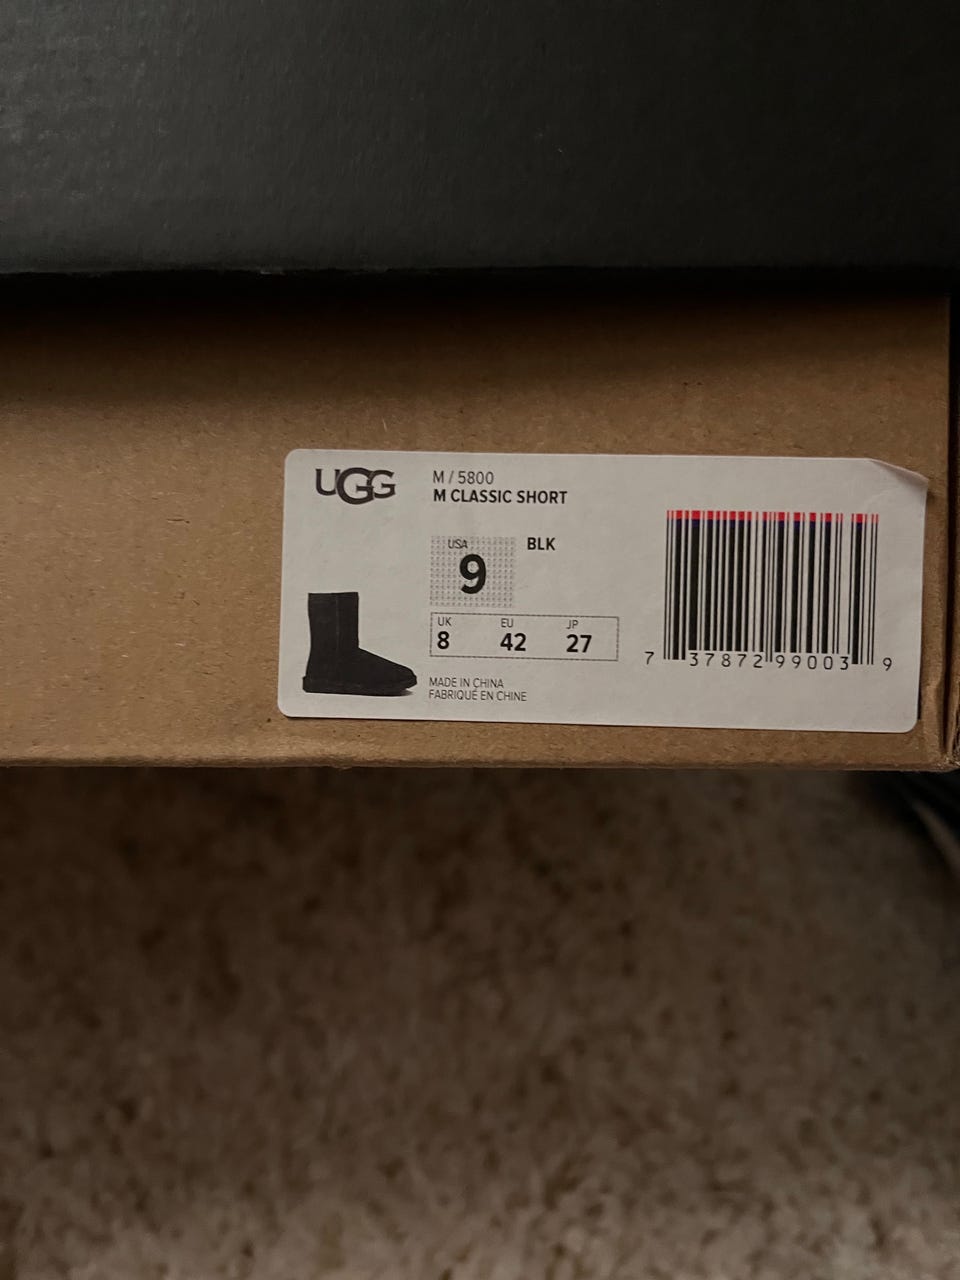 UGG
M / 5800
M CLASSIC SHORT
USA
9
BLK
UK EU JP
8 42 27
MADE IN CHINA
FABRIQUÉ EN CHINE
7 37872 99003 9